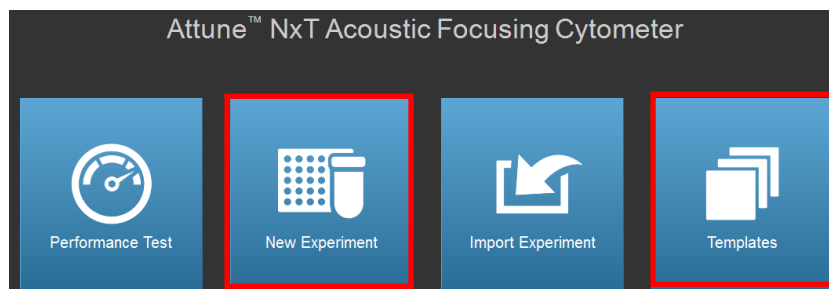 Attune™ NxT Acoustic Focusing Cytometer
Performance Test
New Experiment
Import Experiment
Templates